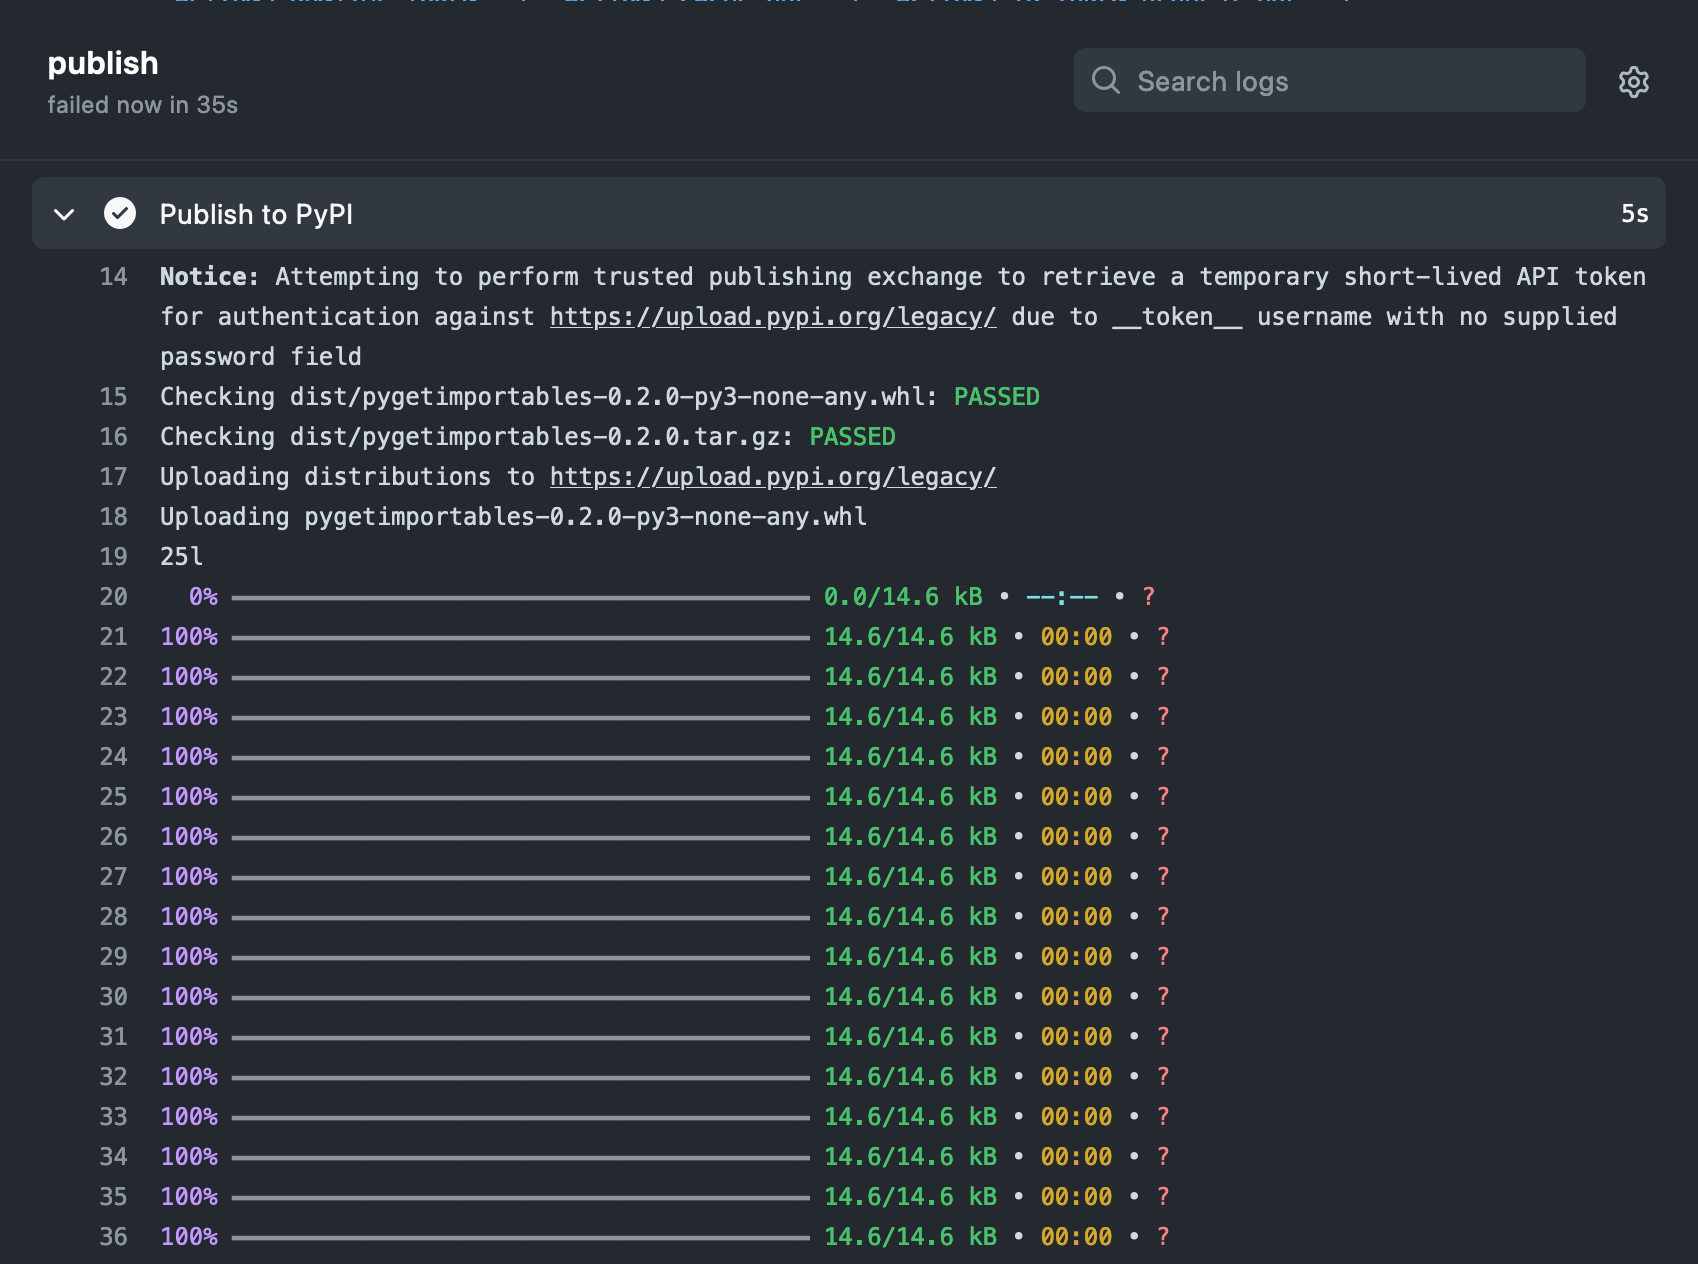 publish
failed now in 35s
Search logs
Publish to PyPI 5s
14 Notice: Attempting to perform trusted publishing exchange to retrieve a temporary short-lived API token
for authentication against https://upload.pypi.org/legacy/ due to __token__ username with no supplied
password field
15 Checking dist/pygetimportables-0.2.0-py3-none-any.whl: PASSED
16 Checking dist/pygetimportables-0.2.0.tar.gz: PASSED
17 Uploading distributions to https://upload.pypi.org/legacy/
18 Uploading pygetimportables-0.2.0-py3-none-any.whl
19 25l
20 0% 0.0/14.6 kB • --:-- • ?
21 100% 14.6/14.6 kB • 00:00 • ?
22 100% 14.6/14.6 kB • 00:00 • ?
23 100% 14.6/14.6 kB • 00:00 • ?
24 100% 14.6/14.6 kB • 00:00 • ?
25 100% 14.6/14.6 kB • 00:00 • ?
26 100% 14.6/14.6 kB • 00:00 • ?
27 100% 14.6/14.6 kB • 00:00 • ?
28 100% 14.6/14.6 kB • 00:00 • ?
29 100% 14.6/14.6 kB • 00:00 • ?
30 100% 14.6/14.6 kB • 00:00 • ?
31 100% 14.6/14.6 kB • 00:00 • ?
32 100% 14.6/14.6 kB • 00:00 • ?
33 100% 14.6/14.6 kB • 00:00 • ?
34 100% 14.6/14.6 kB • 00:00 • ?
35 100% 14.6/14.6 kB • 00:00 • ?
36 100% 14.6/14.6 kB • 00:00 • ?